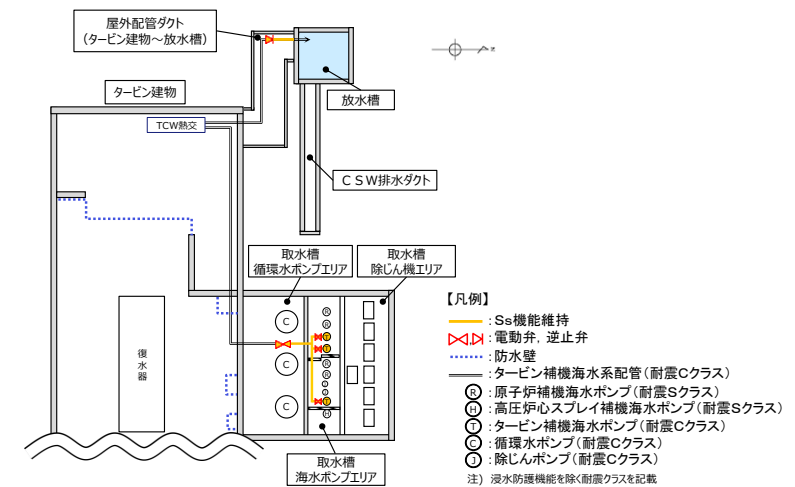 屋外配管ダクト
(タービン建物~放水槽)
N
放水槽
タービン建物
TCW熱交
CSW排水ダクト
取水槽
循環水ポンプエリア
取水槽
除じん機エリア
復水器
C
C
C
R
R
T
T
R
R
J
J
T
H
取水槽
海水ポンプエリア
【凡例】
:Ss機能維持
:電動弁, 逆止弁
:防水壁
:タービン補機海水系配管(耐震Cクラス)
R :原子炉補機海水ポンプ(耐震Sクラス)
H :高圧炉心スプレイ補機海水ポンプ(耐震Sクラス)
T :タービン補機海水ポンプ(耐震Cクラス)
C :循環水ポンプ(耐震Cクラス)
J :除じんポンプ(耐震Cクラス)
注) 浸水防護機能を除く耐震クラスを記載